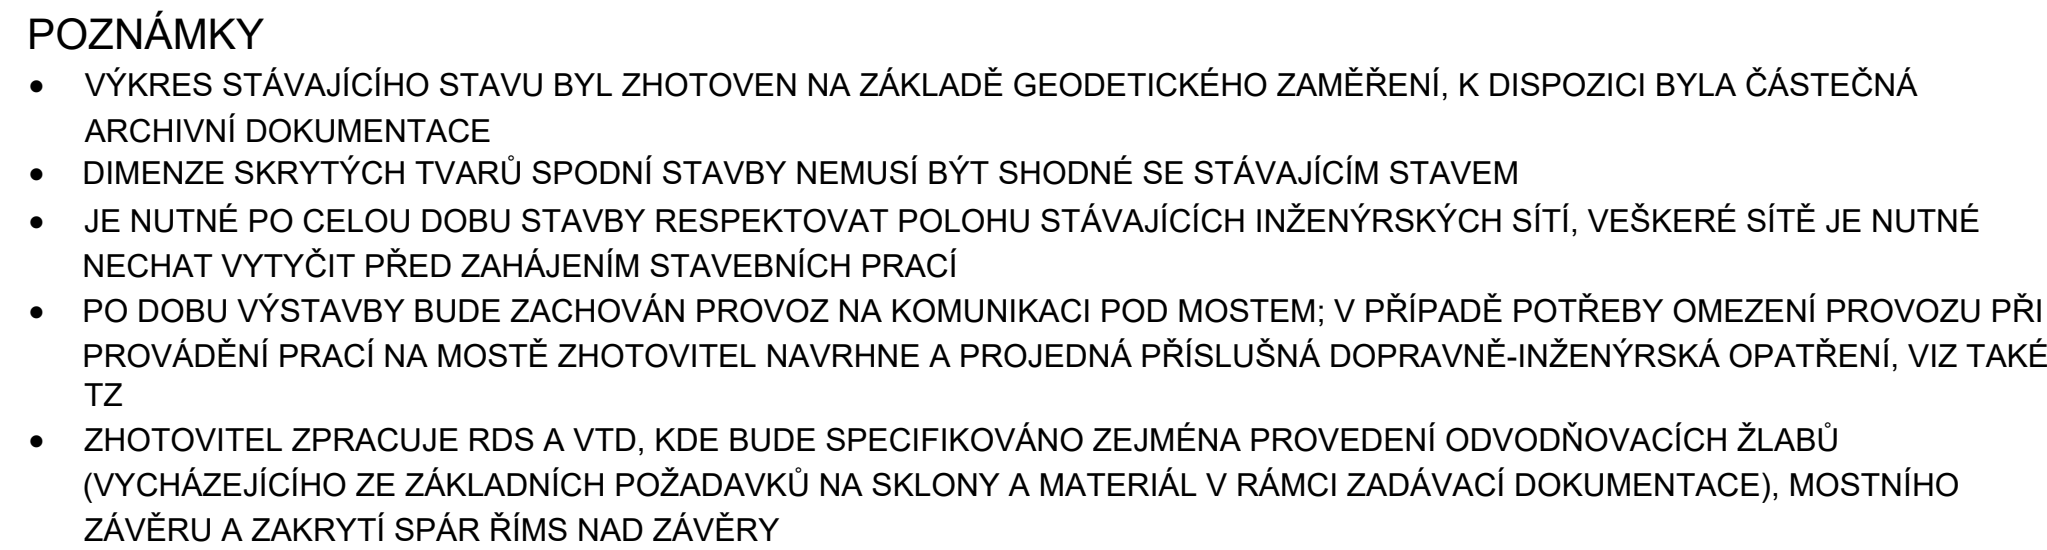 POZNÁMKY
• VÝKRES STÁVAJÍCÍHO STAVU BYL ZHOTOVEN NA ZÁKLADĚ GEODETICKÉHO ZAMĚŘENÍ, K DISPOZICI BYLA ČÁSTEČNÁ
ARCHIVNÍ DOKUMENTACE
• DIMENZE SKRYTÝCH TVARŮ SPODNÍ STAVBY NEMUSÍ BÝT SHODNÉ SE STÁVAJÍCÍM STAVEM
• JE NUTNÉ PO CELOU DOBU STAVBY RESPEKTOVAT POLOHU STÁVAJÍCÍCH INŽENÝRSKÝCH SÍTÍ, VEŠKERÉ SÍTĚ JE NUTNÉ
NECHAT VYTYČIT PŘED ZAHÁJENÍM STAVEBNÍCH PRACÍ
• PO DOBU VÝSTAVBY BUDE ZACHOVÁN PROVOZ NA KOMUNIKACI POD MOSTEM; V PŘÍPADĚ POTŘEBY OMEZENÍ PROVOZU PŘI
PROVÁDĚNÍ PRACÍ NA MOSTĚ ZHOTOVITEL NAVRHNE A PROJEDNÁ PŘÍSLUŠNÁ DOPRAVNĚ-INŽENÝRSKÁ OPATŘENÍ, VIZ TAKÉ
TZ
• ZHOTOVITEL ZPRACUJE RDS A VTD, KDE BUDE SPECIFIKOVÁNO ZEJMÉNA PROVEDENÍ ODVODŇOVACÍCH ŽLABŮ
(VYCHÁZEJÍCÍHO ZE ZÁKLADNÍCH POŽADAVKŮ NA SKLONY A MATERIÁL V RÁMCI ZADÁVACÍ DOKUMENTACE), MOSTNÍHO
ZÁVĚRU A ZAKRYTÍ SPÁR ŘÍMS NAD ZÁVĚRY